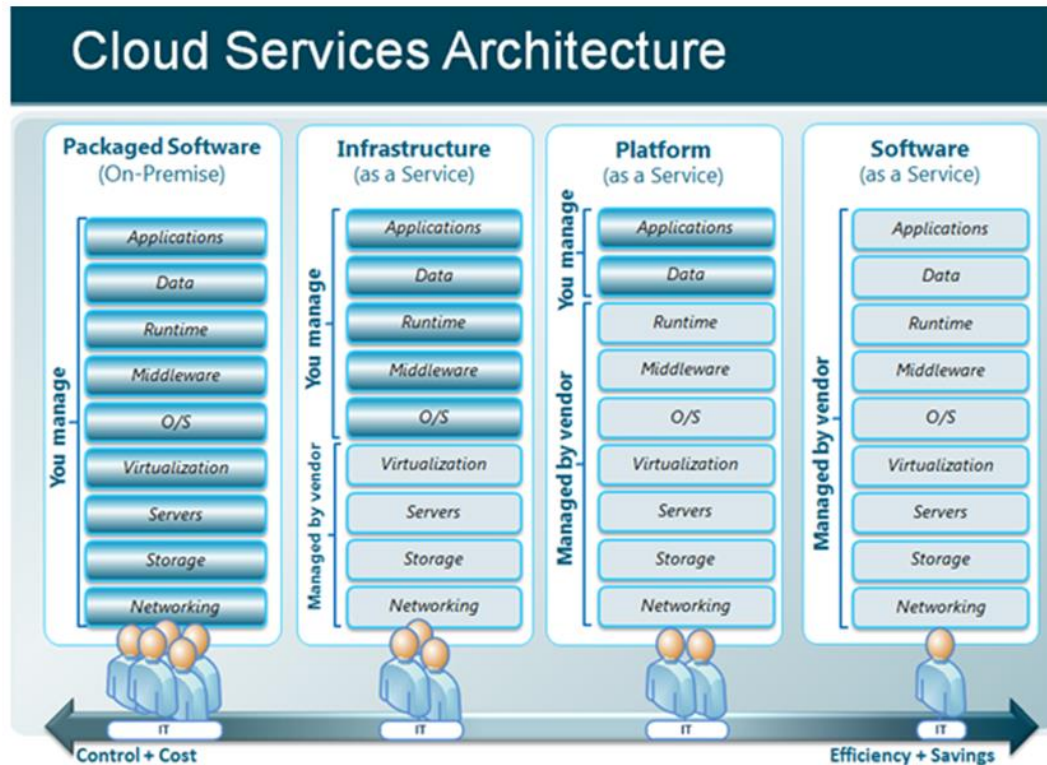 Cloud Services Architecture
Packaged Software
(On-Premise)
You manage
Applications
Data
Runtime
Middleware
O/S
Virtualization
Servers
Storage
Networking
IT
Infrastructure
(as a Service)
You manage
Applications
Data
Runtime
Middleware
O/S
Managed by vendor
Virtualization
Servers
Storage
Networking
IT
Platform
(as a Service)
You manage
Applications
Data
Managed by vendor
Runtime
Middleware
O/S
Virtualization
Servers
Storage
Networking
IT
Software
(as a Service)
Managed by vendor
Applications
Data
Runtime
Middleware
O/S
Virtualization
Servers
Storage
Networking
IT
Control + Cost
Efficiency + Savings